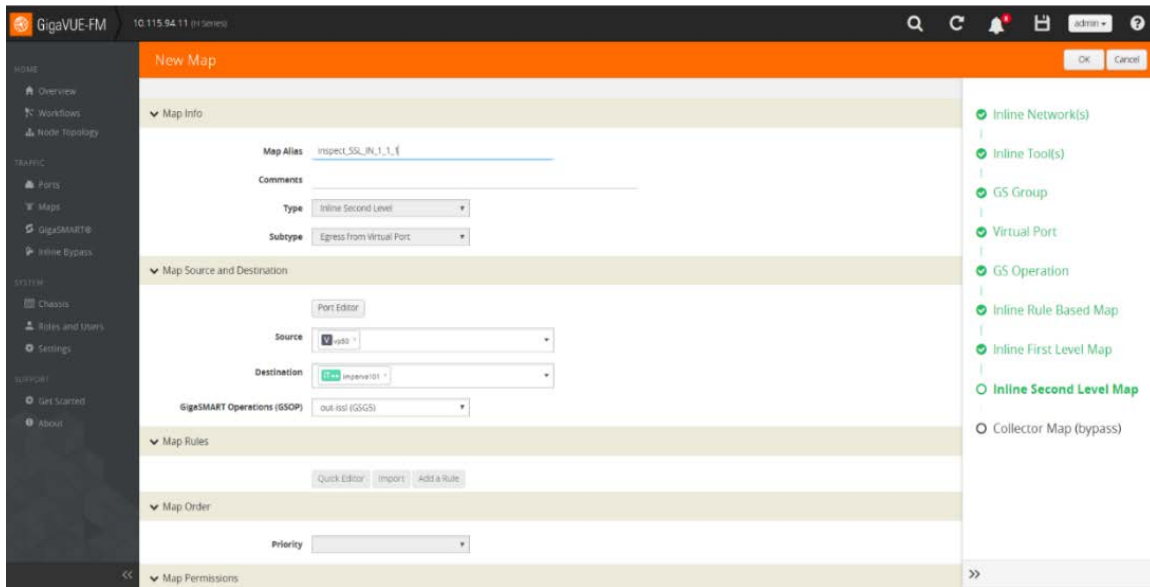 GigaVUE-FM 10.115.94.11 (H Series) admin
New Map OK Cancel
HOME
Overview
Workflows
Node Topology
TRAFFIC
Ports
Maps
GigaSMART®
Inline Bypass
SYSTEM
Chassis
Roles and Users
Settings
SUPPORT
Get Started
About
Map Info
Map Alias inspect_SSL_IN_1_1_1
Comments
Type Inline Second Level
Subtype Egress from Virtual Port
Map Source and Destination
Port Editor
Source V vp50 ×
Destination imperva101 ×
GigaSMART Operations (GSOP) out-issl (GSG5)
Map Rules
Quick Editor Import Add a Rule
Map Order
Priority
Map Permissions
Inline Network(s)
Inline Tool(s)
GS Group
Virtual Port
GS Operation
Inline Rule Based Map
Inline First Level Map
Inline Second Level Map
Collector Map (bypass)